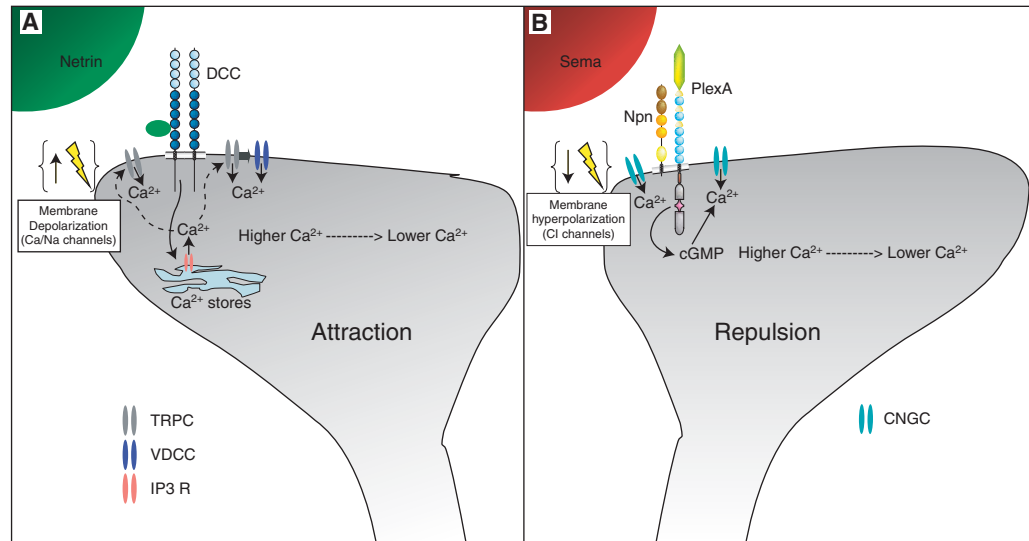 A
Netrin
DCC
Ca²⁺
Ca²⁺
Membrane
Depolarization
(Ca/Na channels)
Ca²⁺
Higher Ca²⁺ ---------> Lower Ca²⁺
Ca²⁺ stores
Attraction
TRPC
VDCC
IP3 R
B
Sema
PlexA
Npn
Ca²⁺
Ca²⁺
Membrane
hyperpolarization
(Cl channels)
cGMP
Higher Ca²⁺ ---------> Lower Ca²⁺
Repulsion
CNGC